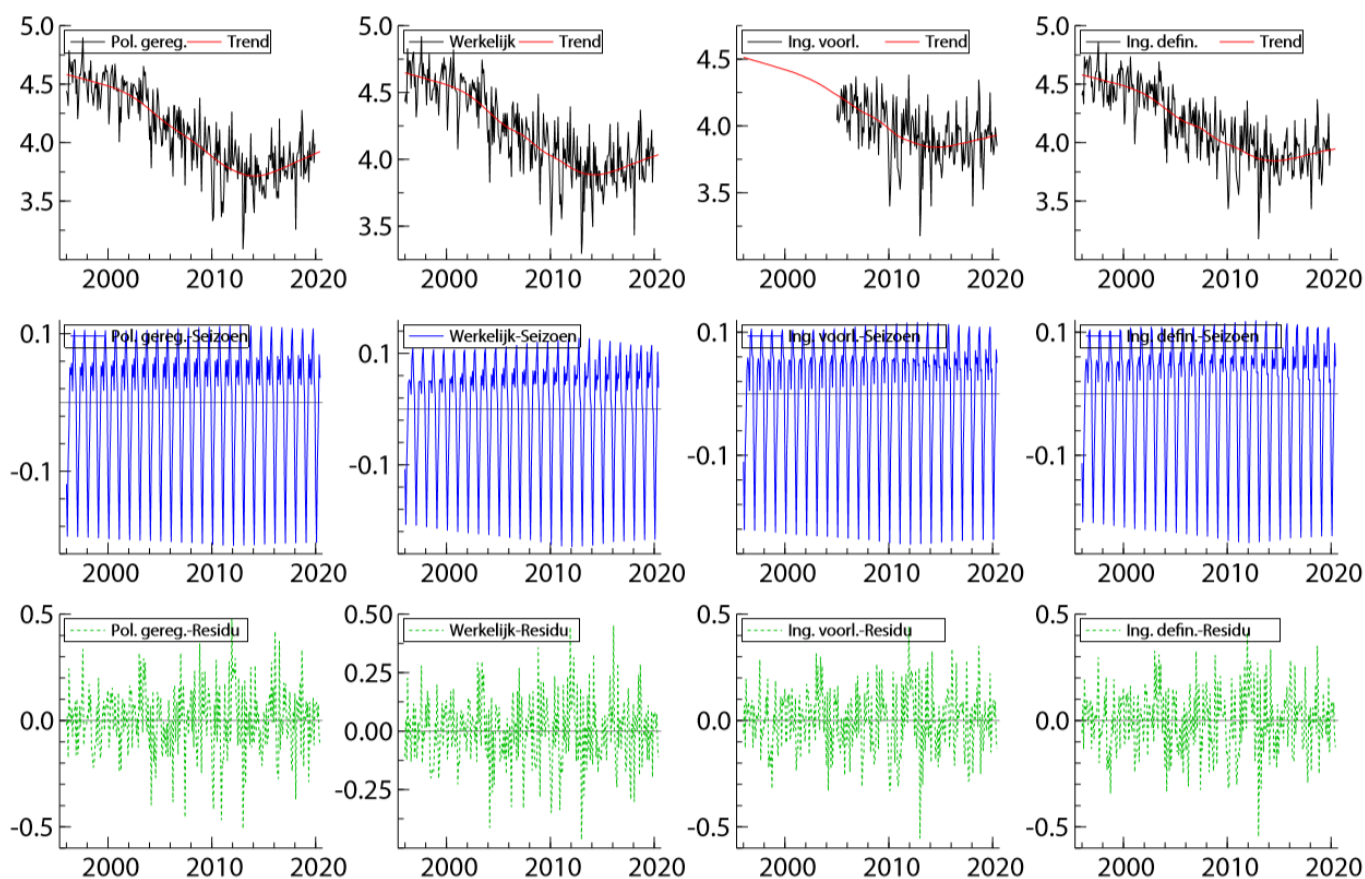 5.0 Pol. gereg. Trend
4.5
4.0
3.5
2000 2010 2020
5.0 Werkelijk Trend
4.5
4.0
3.5
2000 2010 2020
Ing. voorl. Trend
4.5
4.0
3.5
2000 2010 2020
5.0 Ing. defin. Trend
4.5
4.0
3.5
2000 2010 2020
0.1 Pol. gereg.-Seizoen
-0.1
2000 2010 2020
Werkelijk-Seizoen
0.1
-0.1
2000 2010 2020
0.1 Ing. voorl.-Seizoen
-0.1
2000 2010 2020
0.1 Ing. defin.-Seizoen
-0.1
2000 2010 2020
0.5 Pol. gereg.-Residu
0.0
-0.5
2000 2010 2020
0.50 Werkelijk-Residu
0.25
0.00
-0.25
2000 2010 2020
0.5 Ing. voorl.-Residu
0.0
-0.5
2000 2010 2020
0.5 Ing. defin.-Residu
0.0
-0.5
2000 2010 2020